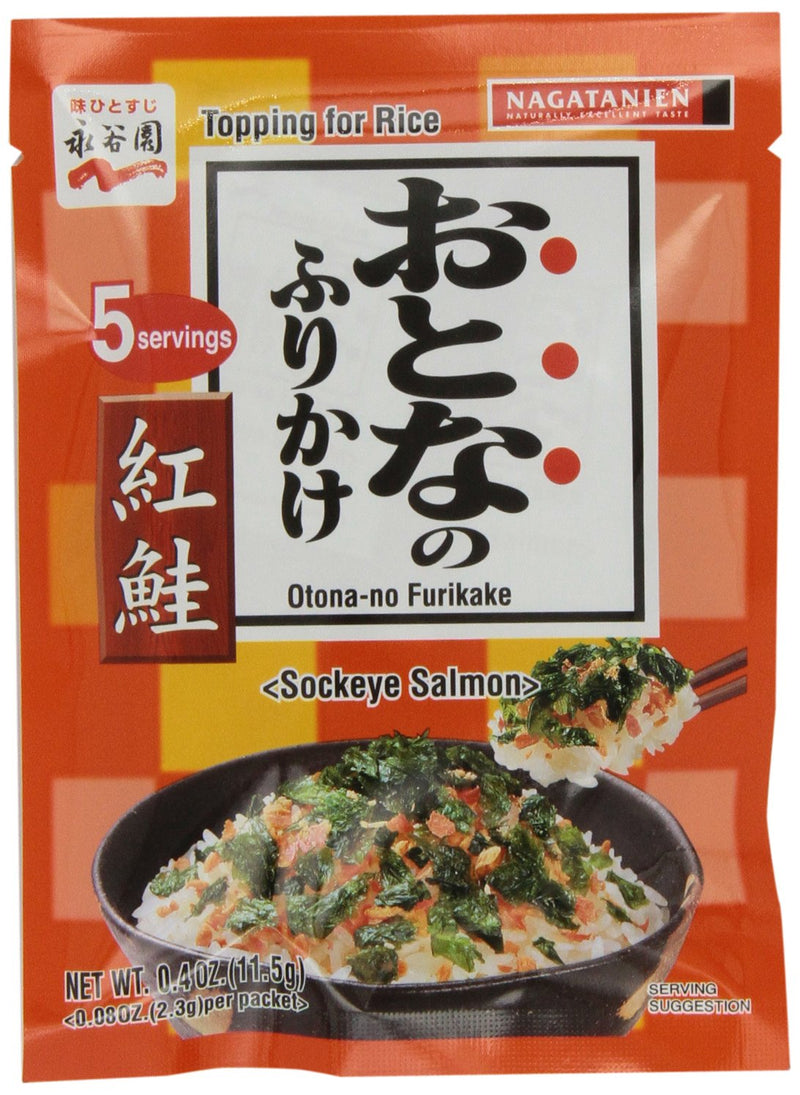 味ひとすじ
永谷園
Topping for Rice
NAGATANIEN
NATURALLY EXCELLENT TASTE
おとなの
ふりかけ
5 servings
紅鮭
Otona-no Furikake
<Sockeye Salmon>
NET WT. 0.4OZ.(11.5g)
<0.08OZ.(2.3g)per packet>
SERVING
SUGGESTION